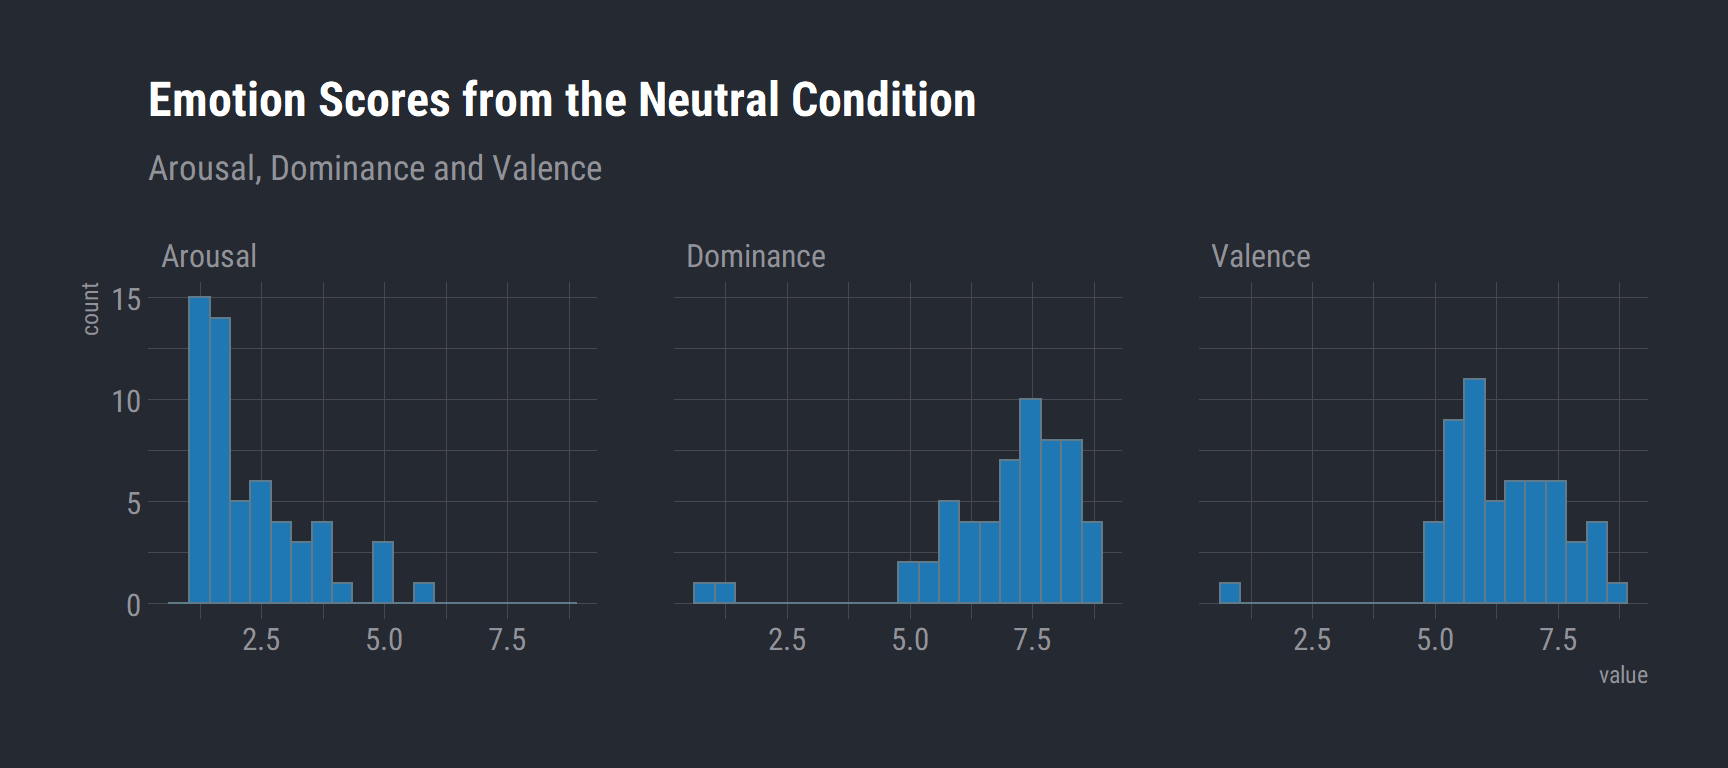 Emotion Scores from the Neutral Condition
Arousal, Dominance and Valence
Arousal
Dominance
Valence
count
15
10
5
0
2.5 5.0 7.5
2.5 5.0 7.5
2.5 5.0 7.5
value